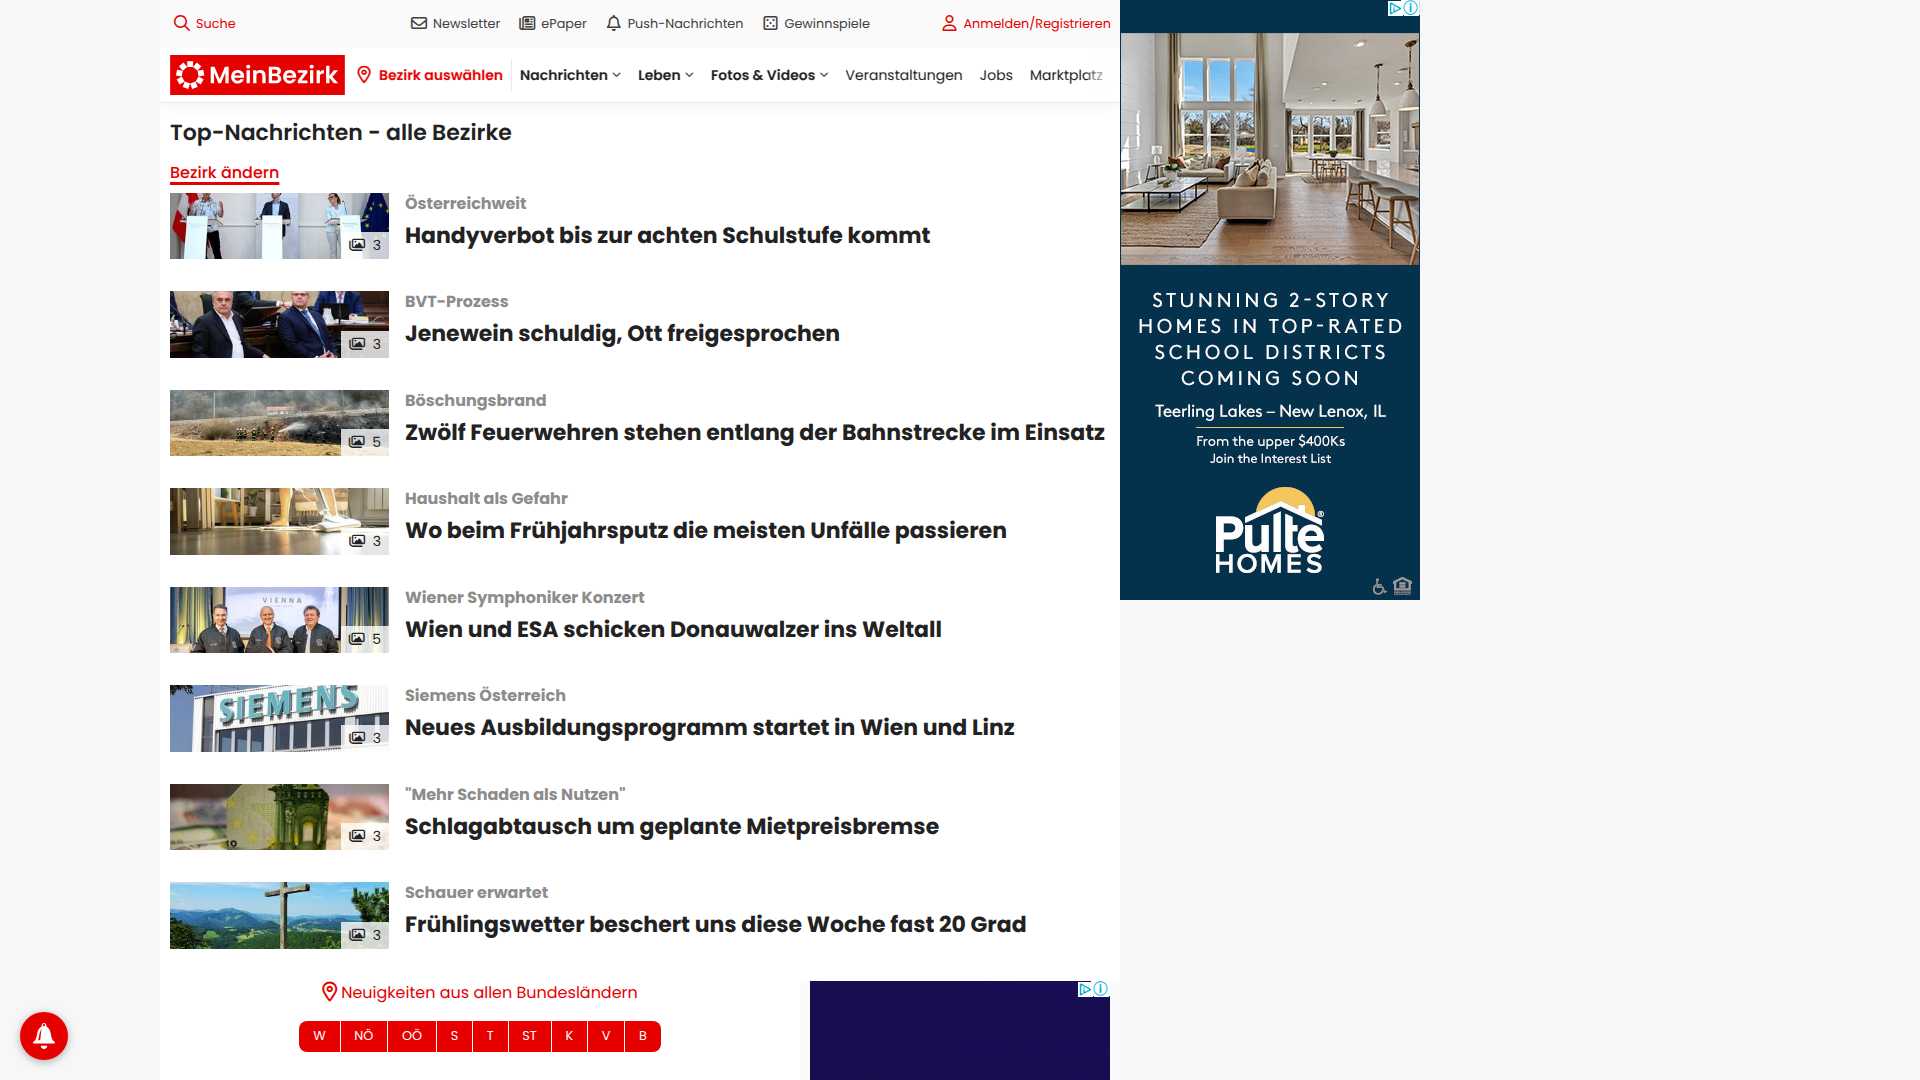 Suche
Newsletter
ePaper
Push-Nachrichten
Gewinnspiele
Anmelden/Registrieren
MeinBezirk
Bezirk auswählen
Nachrichten
Leben
Fotos & Videos
Veranstaltungen
Jobs
Marktplatz
Top-Nachrichten - alle Bezirke
Bezirk ändern
3
Österreichweit
Handyverbot bis zur achten Schulstufe kommt
3
BVT-Prozess
Jenewein schuldig, Ott freigesprochen
5
Böschungsbrand
Zwölf Feuerwehren stehen entlang der Bahnstrecke im Einsatz
3
Haushalt als Gefahr
Wo beim Frühjahrsputz die meisten Unfälle passieren
VIENNA
5
Wiener Symphoniker Konzert
Wien und ESA schicken Donauwalzer ins Weltall
SIEMENS
3
Siemens Österreich
Neues Ausbildungsprogramm startet in Wien und Linz
10
3
"Mehr Schaden als Nutzen"
Schlagabtausch um geplante Mietpreisbremse
3
Schauer erwartet
Frühlingswetter beschert uns diese Woche fast 20 Grad
Neuigkeiten aus allen Bundesländern
W
NÖ
OÖ
S
T
ST
K
V
B
STUNNING 2-STORY
HOMES IN TOP-RATED
SCHOOL DISTRICTS
COMING SOON
Teerling Lakes – New Lenox, IL
From the upper $400Ks
Join the Interest List
Pulte®
HOMES